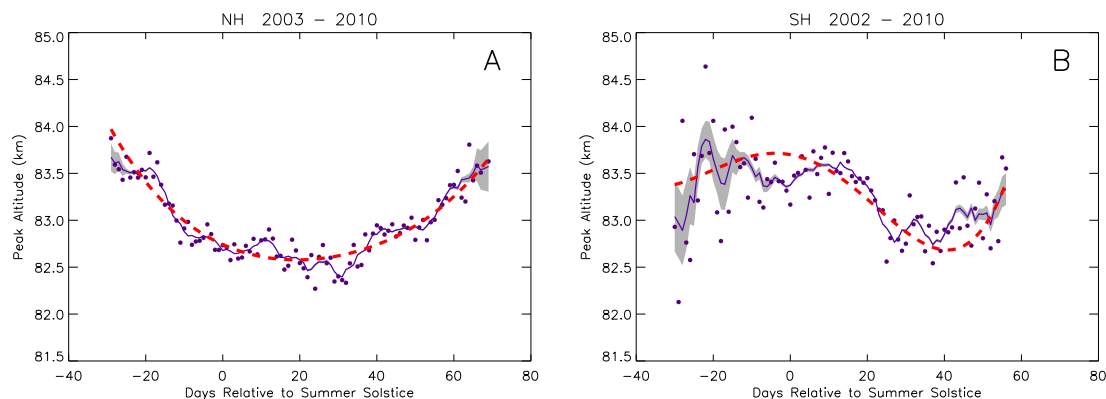 NH 2003 – 2010
A
85.0
84.5
84.0
83.5
83.0
82.5
82.0
81.5
Peak Altitude (km)
−40 −20 0 20 40 60 80
Days Relative to Summer Solstice
SH 2002 – 2010
B
85.0
84.5
84.0
83.5
83.0
82.5
82.0
81.5
Peak Altitude (km)
−40 −20 0 20 40 60 80
Days Relative to Summer Solstice